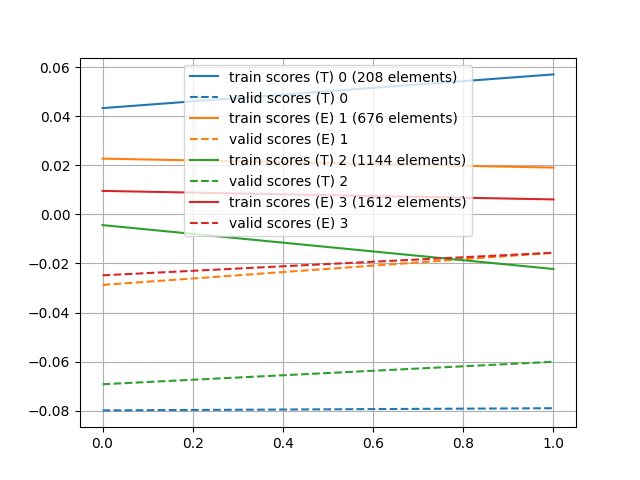 0.06
0.04
0.02
0.00
−0.02
−0.04
−0.06
−0.08
train scores (T) 0 (208 elements)
valid scores (T) 0
train scores (E) 1 (676 elements)
valid scores (E) 1
train scores (T) 2 (1144 elements)
valid scores (T) 2
train scores (E) 3 (1612 elements)
valid scores (E) 3
0.0 0.2 0.4 0.6 0.8 1.0